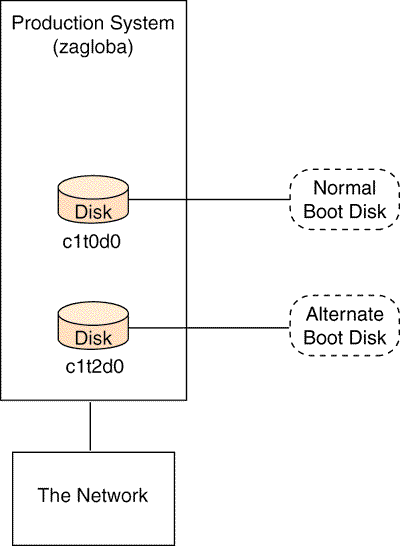 Production System
(zagloba)
Disk
c1t0d0
Normal
Boot Disk
Disk
c1t2d0
Alternate
Boot Disk
The Network